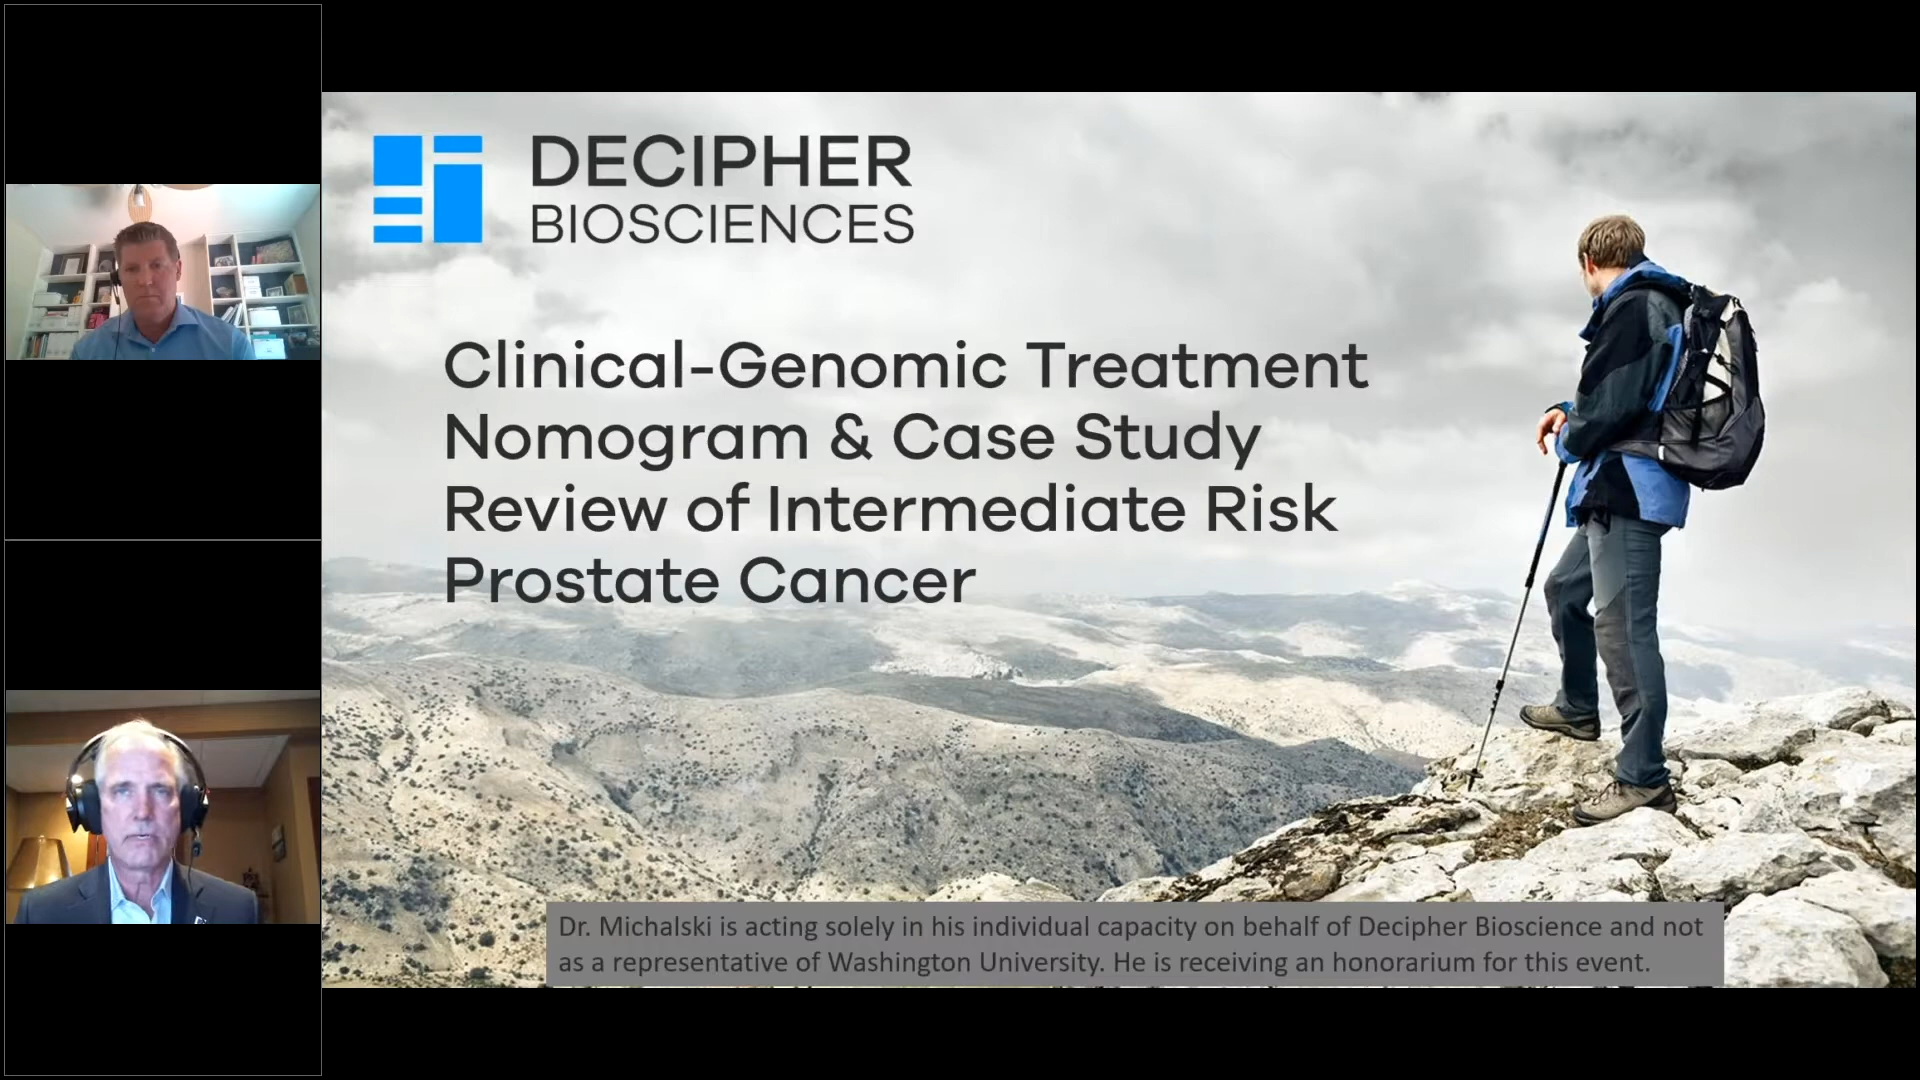 DECIPHER
BIOSCIENCES
Clinical-Genomic Treatment
Nomogram & Case Study
Review of Intermediate Risk
Prostate Cancer
Dr. Michalski is acting solely in his individual capacity on behalf of Decipher Bioscience and not
as a representative of Washington University. He is receiving an honorarium for this event.